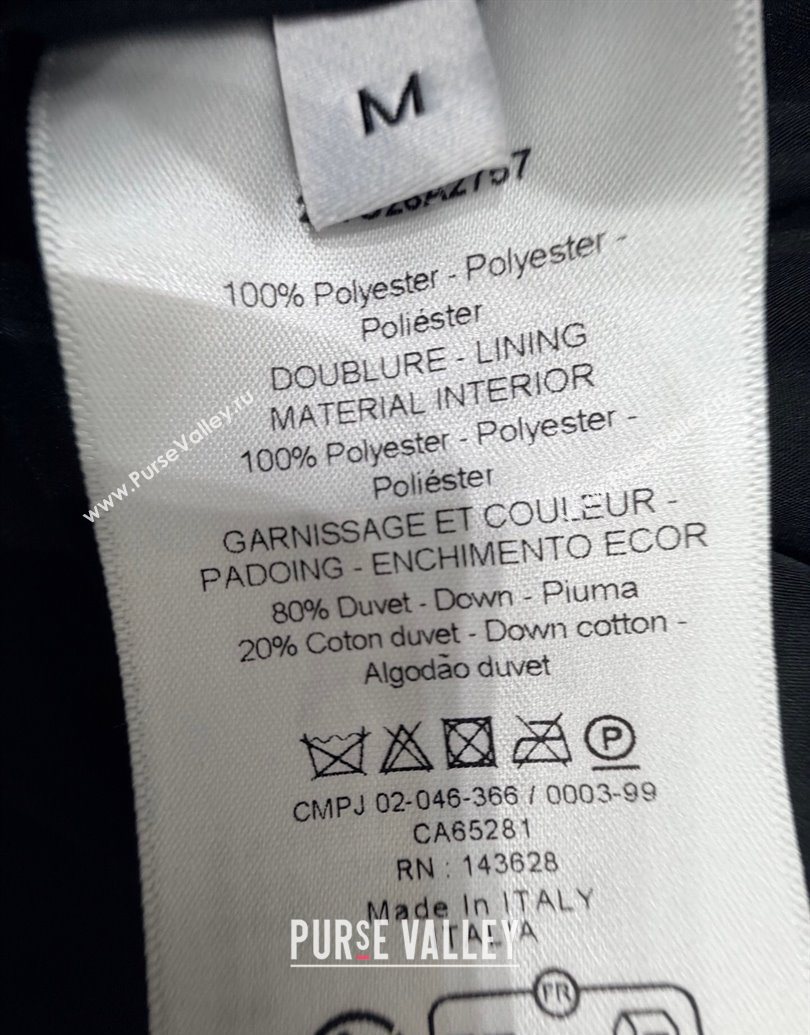 M
100% Polyester - Polyester -
Poliéster
DOUBLURE - LINING
MATERIAL INTERIOR
100% Polyester - Polyester -
Poliéster
GARNISSAGE ET COULEUR -
PADOING - ENCHIMENTO ECOR
80% Duvet - Down - Piuma
20% Coton duvet - Down cotton -
Algodão duvet
www.PurseValley.ru
P
CMPJ 02-046-366 / 0003-99
CA65281
RN : 143628
Made In ITALY
ITALIA
PURSE VALLEY
FR